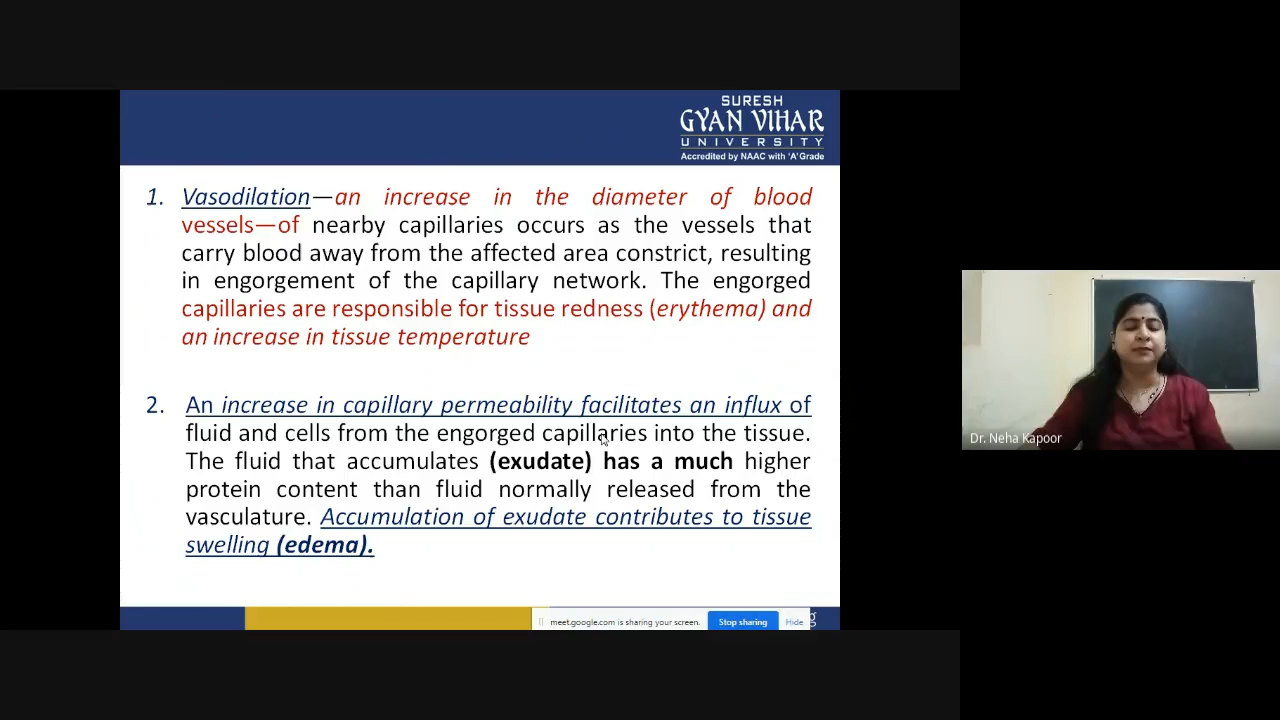 SURESH
GYAN VIHAR
UNIVERSITY
Accredited by NAAC with 'A' Grade
1. Vasodilation—an increase in the diameter of blood
vessels—of nearby capillaries occurs as the vessels that
carry blood away from the affected area constrict, resulting
in engorgement of the capillary network. The engorged
capillaries are responsible for tissue redness (erythema) and
an increase in tissue temperature
2. An increase in capillary permeability facilitates an influx of
fluid and cells from the engorged capillaries into the tissue.
The fluid that accumulates (exudate) has a much higher
protein content than fluid normally released from the
vasculature. Accumulation of exudate contributes to tissue
swelling (edema).
Dr. Neha Kapoor
meet.google.com is sharing your screen. Stop sharing Hide